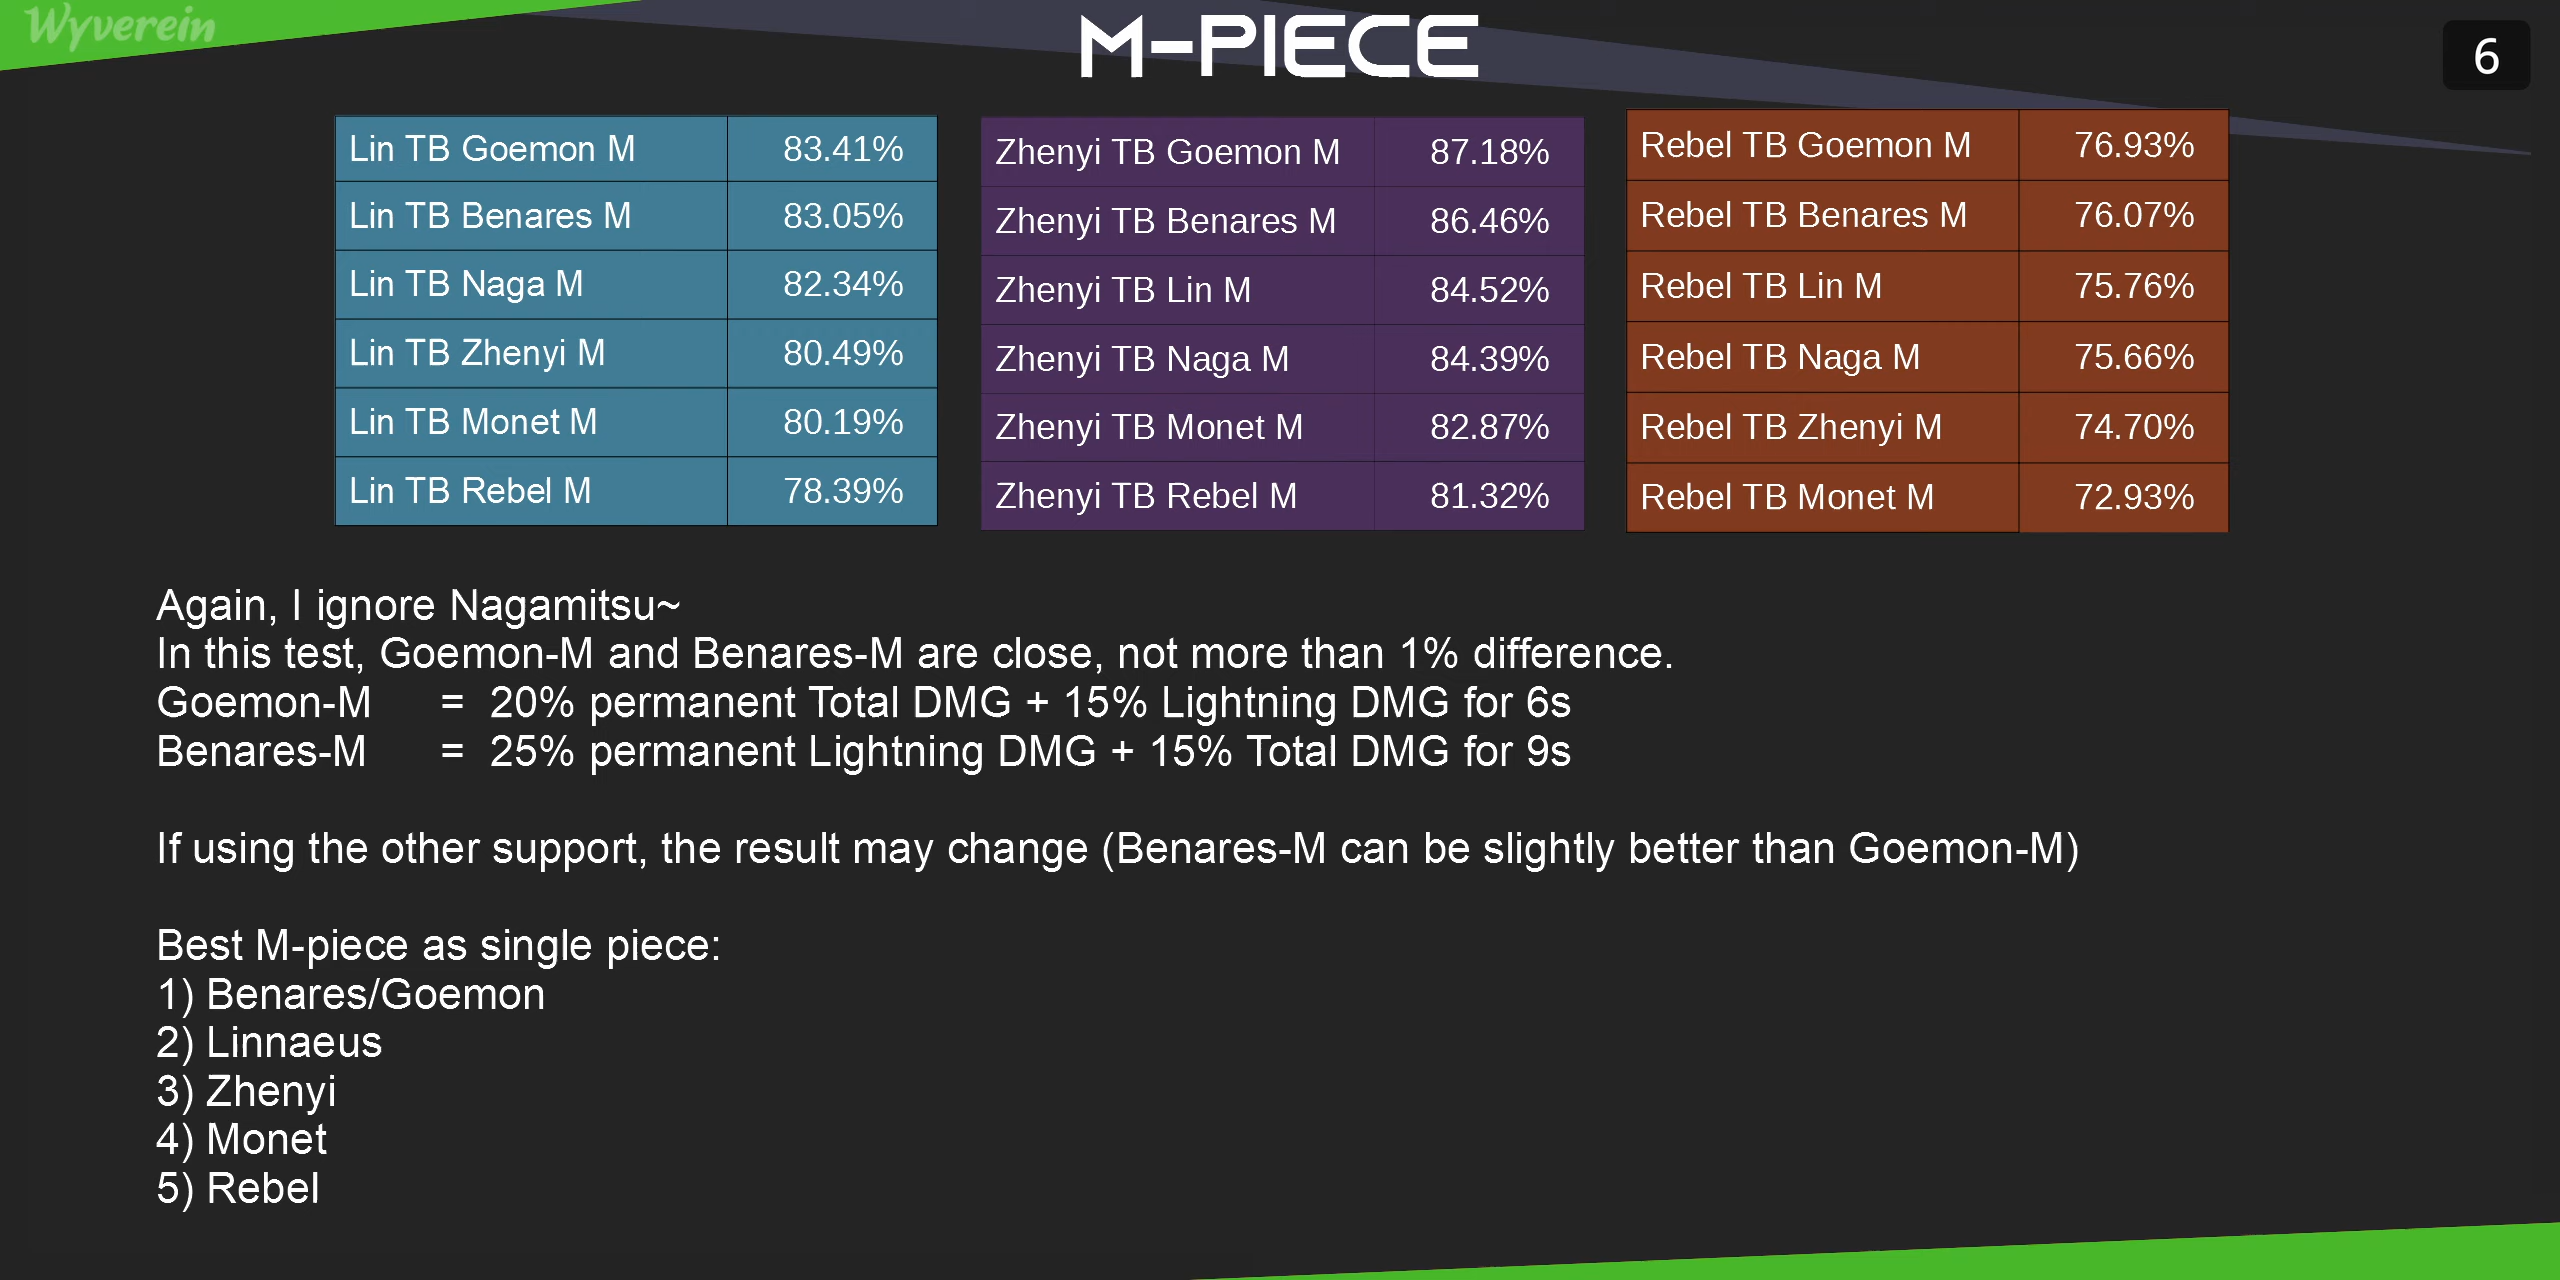 Wyverein
M-PIECE
6
Lin TB Goemon M 83.41%
Lin TB Benares M 83.05%
Lin TB Naga M 82.34%
Lin TB Zhenyi M 80.49%
Lin TB Monet M 80.19%
Lin TB Rebel M 78.39%
Zhenyi TB Goemon M 87.18%
Zhenyi TB Benares M 86.46%
Zhenyi TB Lin M 84.52%
Zhenyi TB Naga M 84.39%
Zhenyi TB Monet M 82.87%
Zhenyi TB Rebel M 81.32%
Rebel TB Goemon M 76.93%
Rebel TB Benares M 76.07%
Rebel TB Lin M 75.76%
Rebel TB Naga M 75.66%
Rebel TB Zhenyi M 74.70%
Rebel TB Monet M 72.93%
Again, I ignore Nagamitsu~
In this test, Goemon-M and Benares-M are close, not more than 1% difference.
Goemon-M = 20% permanent Total DMG + 15% Lightning DMG for 6s
Benares-M = 25% permanent Lightning DMG + 15% Total DMG for 9s
If using the other support, the result may change (Benares-M can be slightly better than Goemon-M)
Best M-piece as single piece:
1) Benares/Goemon
2) Linnaeus
3) Zhenyi
4) Monet
5) Rebel